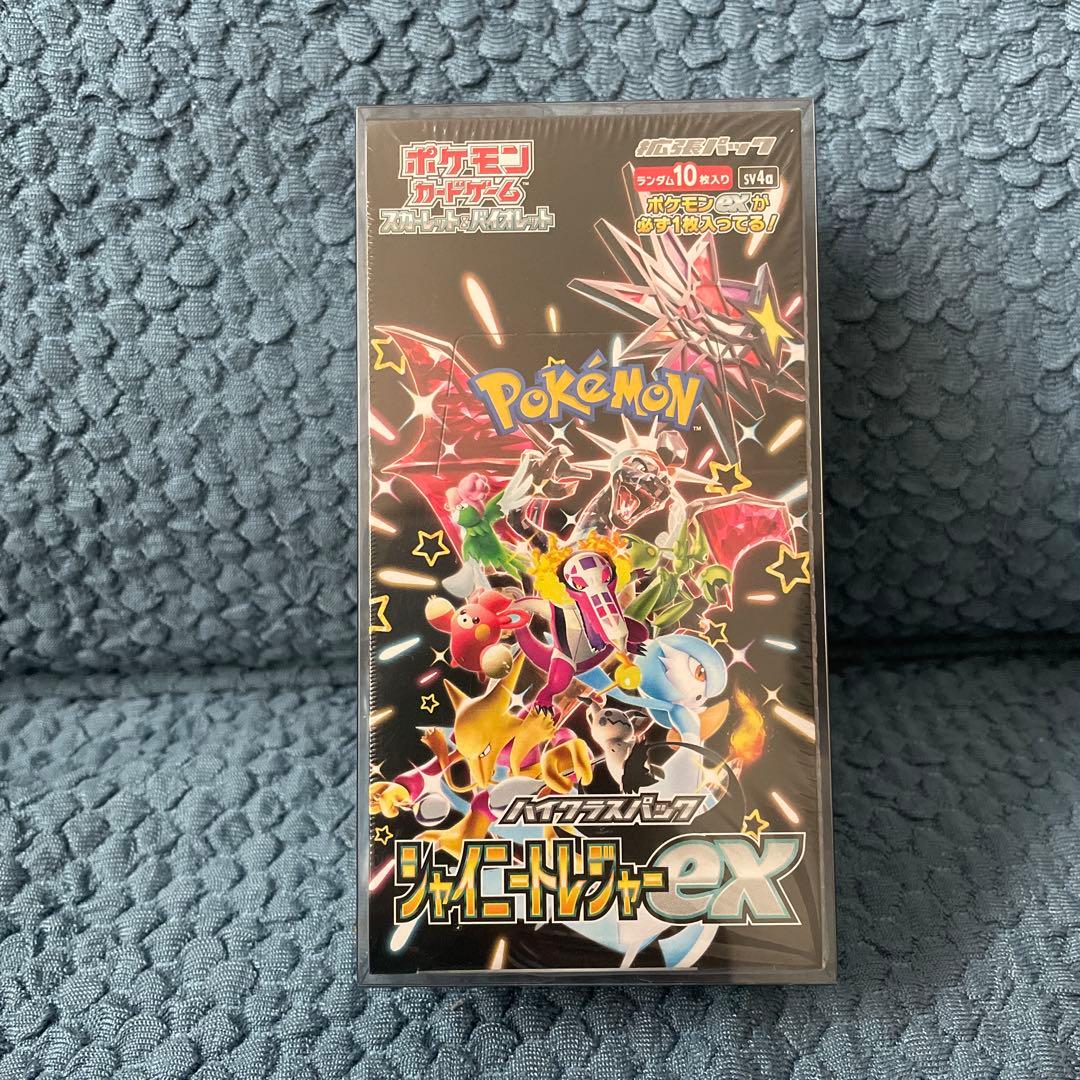 ポケモン
カードゲーム™
スカーレット&バイオレット
拡張パック
ランダム10枚入り sv4a
ポケモンexが
必ず1枚入ってる!
POKéMON™
ハイクラスパック
シャイニートレジャーex